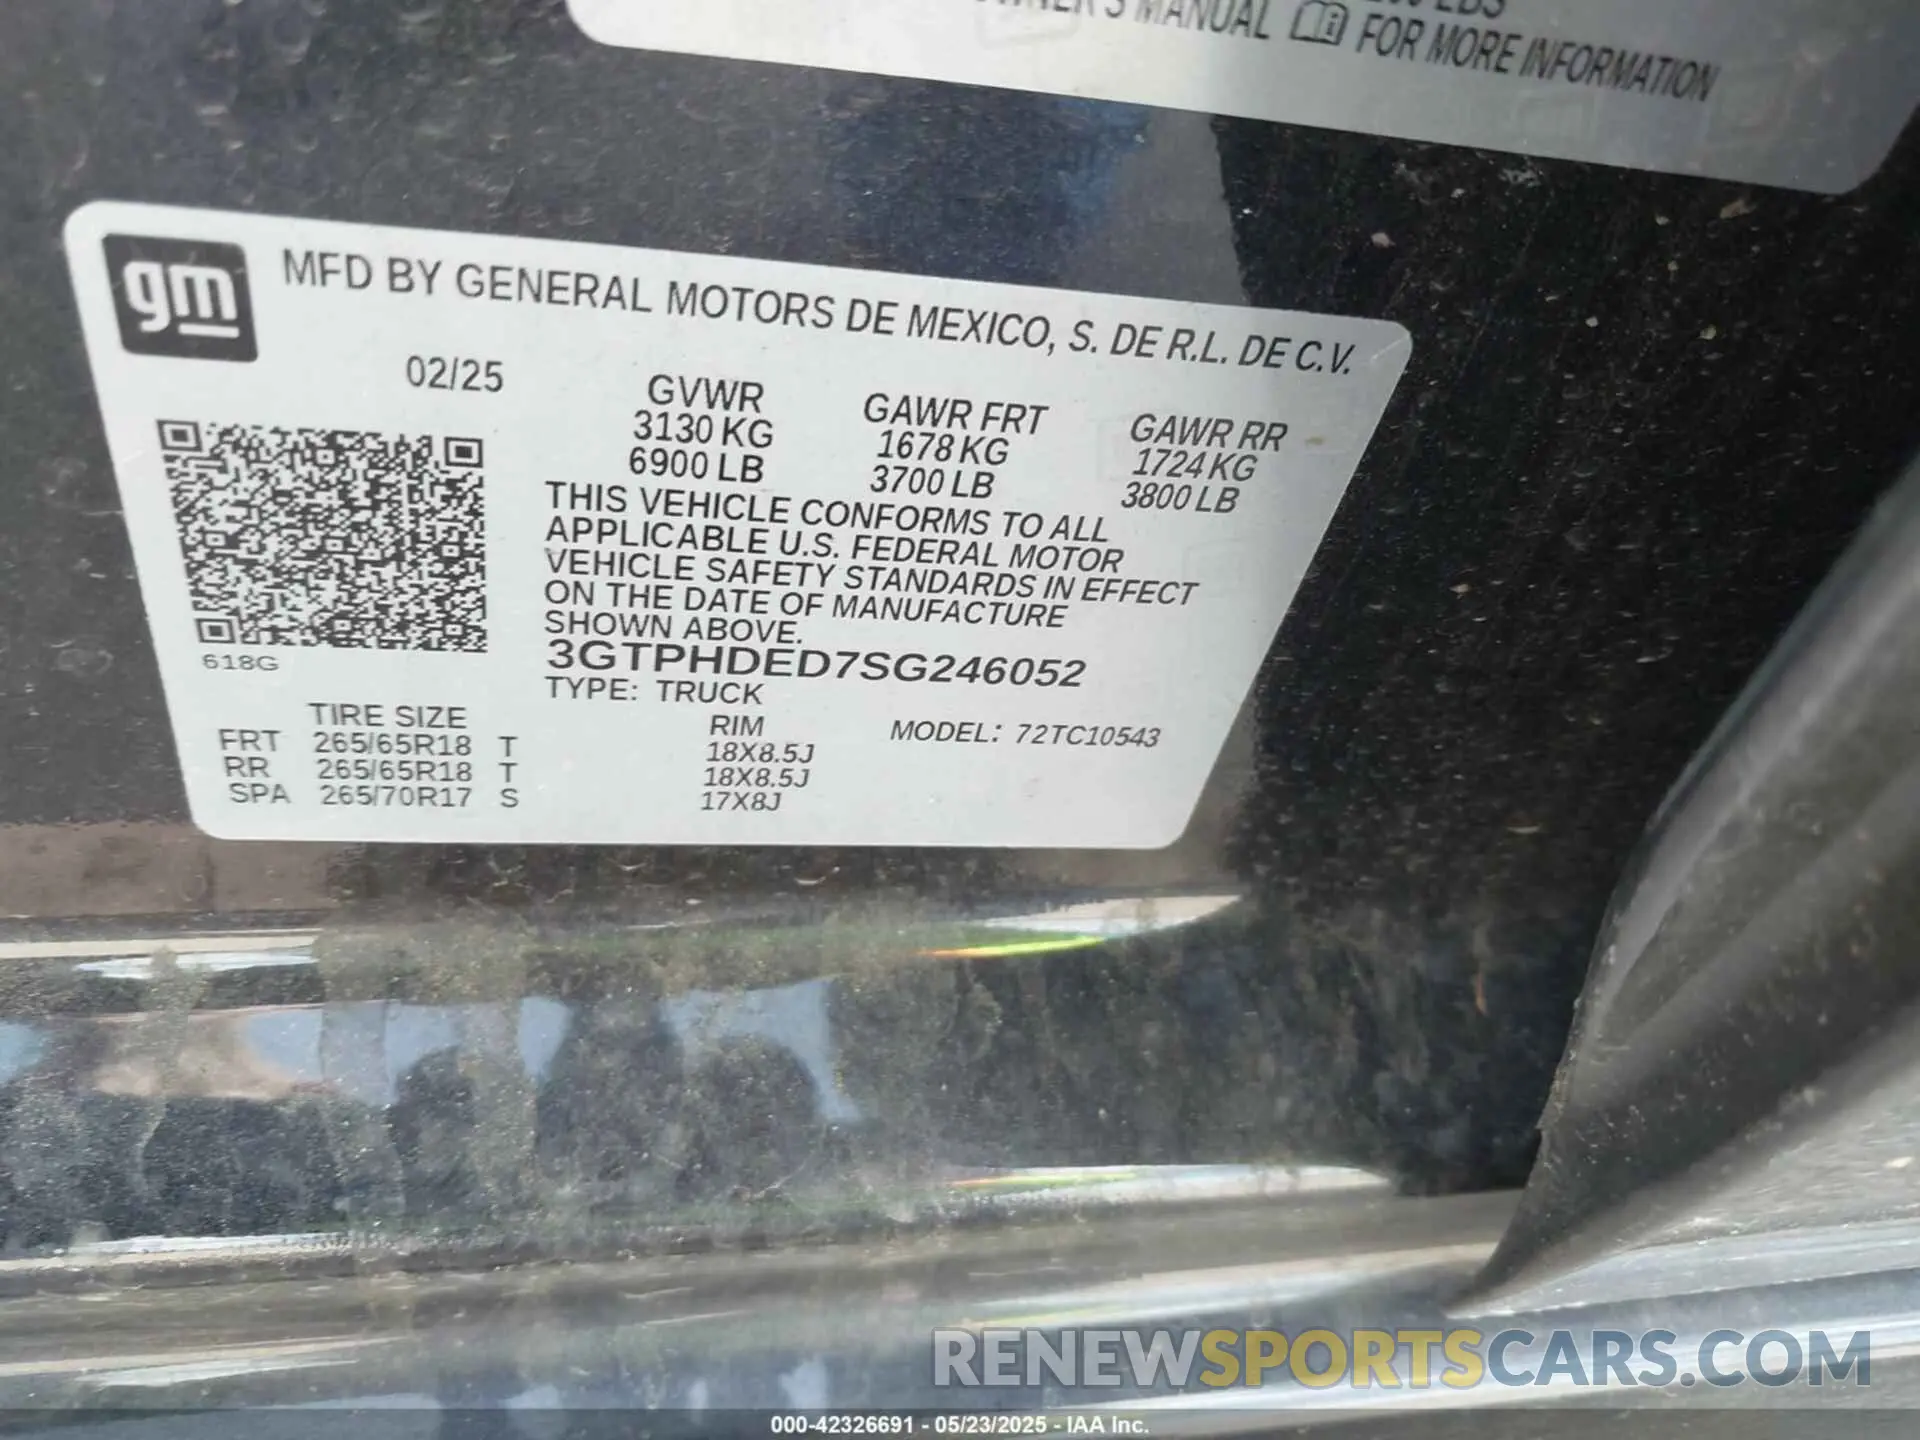 LBS
MANUAL FOR MORE INFORMATION
gm
MFD BY GENERAL MOTORS DE MEXICO, S. DE R.L. DE C.V.
02/25
GVWR GAWR FRT GAWR RR
3130 KG 1678 KG 1724 KG
6900 LB 3700 LB 3800 LB
THIS VEHICLE CONFORMS TO ALL
APPLICABLE U.S. FEDERAL MOTOR
VEHICLE SAFETY STANDARDS IN EFFECT
ON THE DATE OF MANUFACTURE
SHOWN ABOVE.
618G
3GTPHDED7SG246052
TYPE: TRUCK
TIRE SIZE RIM MODEL: 72TC10543
FRT 265/65R18 T 18X8.5J
RR 265/65R18 T 18X8.5J
SPA 265/70R17 S 17X8J
RENEWSPORTSCARS.COM
000-42326691 - 05/23/2025 - IAA Inc.